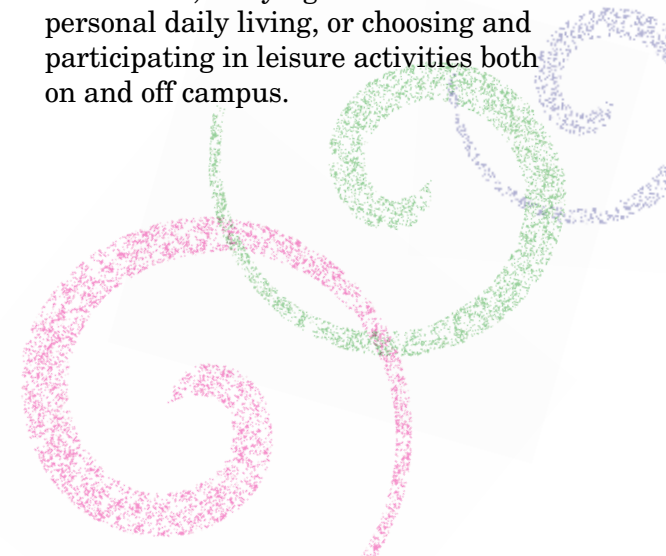 personal daily living, or choosing and
participating in leisure activities both
on and off campus.